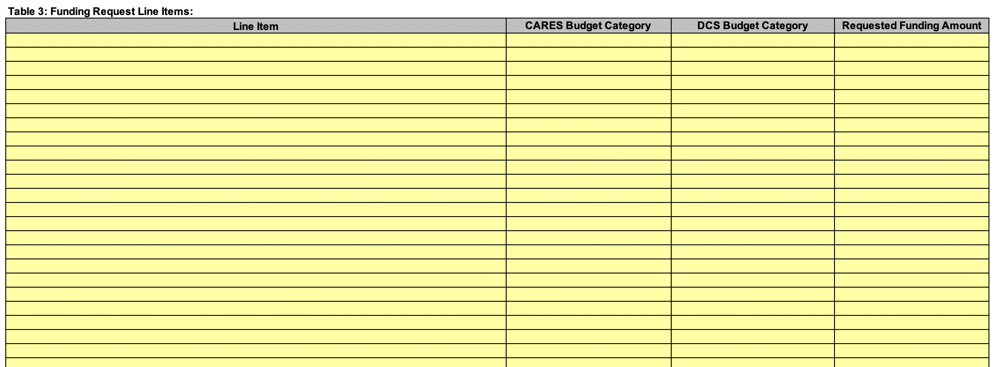 Table 3: Funding Request Line Items:
Line Item CARES Budget Category DCS Budget Category Requested Funding Amount